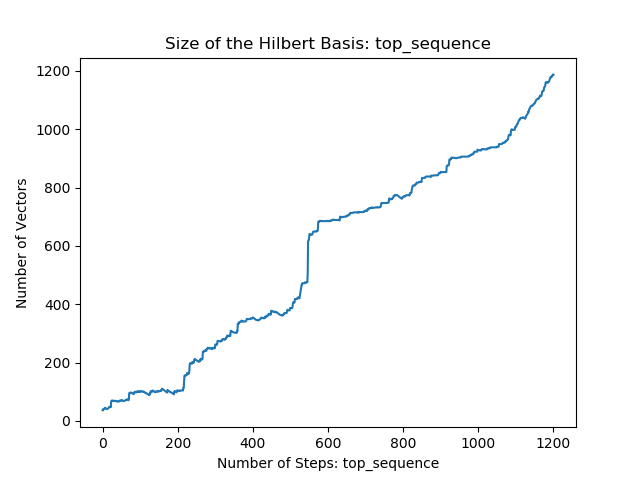 Size of the Hilbert Basis: top_sequence
1200
1000
800
600
400
200
0
Number of Vectors
0 200 400 600 800 1000 1200
Number of Steps: top_sequence